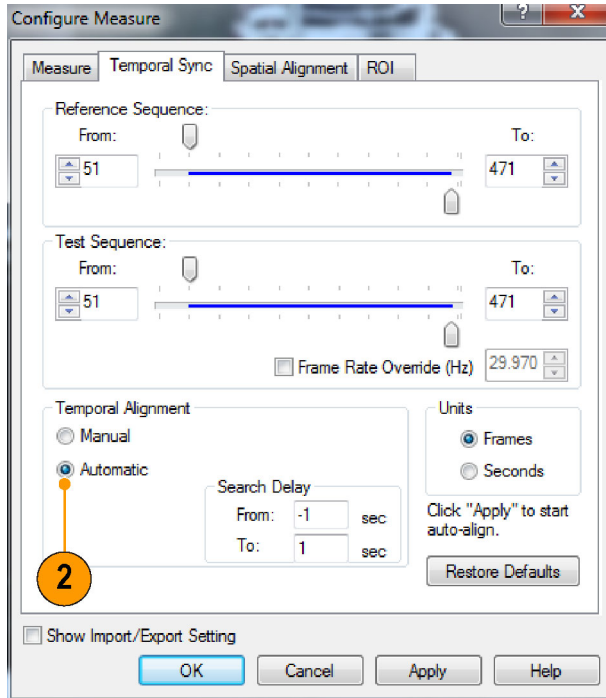 Configure Measure
? X
Measure Temporal Sync Spatial Alignment ROI
Reference Sequence:
From: To:
51 471
Test Sequence:
From: To:
51 471
Frame Rate Override (Hz) 29.970
Temporal Alignment
Manual
Automatic
Search Delay
From: -1 sec
To: 1 sec
2
Units
Frames
Seconds
Click "Apply" to start
auto-align.
Restore Defaults
Show Import/Export Setting
OK Cancel Apply Help